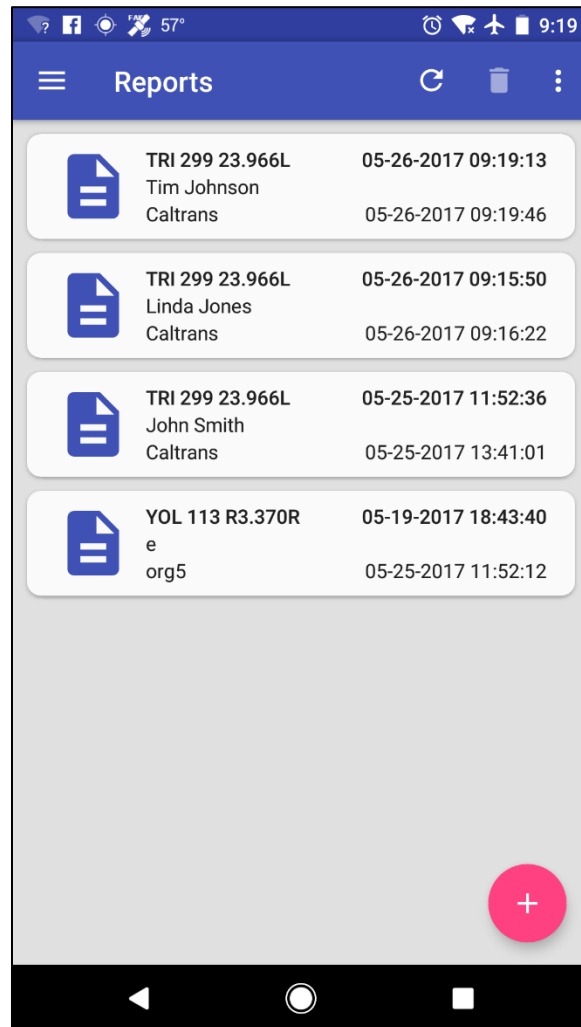 FAKE 57° 9:19
Reports
TRI 299 23.966L 05-26-2017 09:19:13
Tim Johnson
Caltrans 05-26-2017 09:19:46
TRI 299 23.966L 05-26-2017 09:15:50
Linda Jones
Caltrans 05-26-2017 09:16:22
TRI 299 23.966L 05-25-2017 11:52:36
John Smith
Caltrans 05-25-2017 13:41:01
YOL 113 R3.370R 05-19-2017 18:43:40
e
org5 05-25-2017 11:52:12